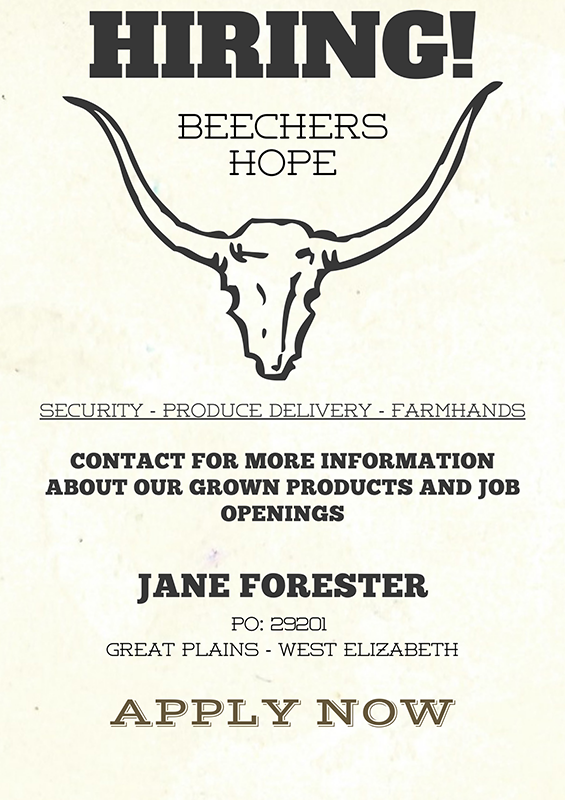 HIRING!
BEECHERS
HOPE
SECURITY - PRODUCE DELIVERY - FARMHANDS
CONTACT FOR MORE INFORMATION
ABOUT OUR GROWN PRODUCTS AND JOB
OPENINGS
JANE FORESTER
PO: 29201
GREAT PLAINS - WEST ELIZABETH
APPLY NOW